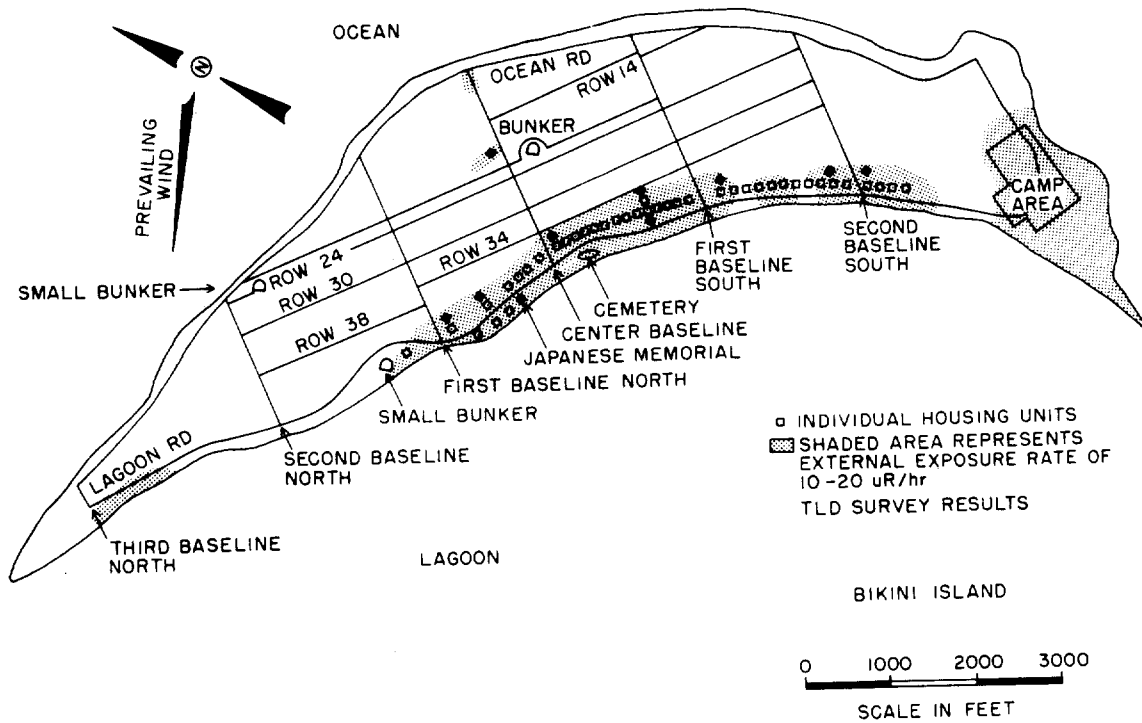 OCEAN
N
PREVAILING
WIND
OCEAN RD
ROW 14
BUNKER
CAMP
AREA
SMALL BUNKER
ROW 24
ROW 30
ROW 34
ROW 38
SECOND
BASELINE
SOUTH
FIRST
BASELINE
SOUTH
CEMETERY
CENTER BASELINE
JAPANESE MEMORIAL
FIRST BASELINE NORTH
SMALL BUNKER
SECOND BASELINE
NORTH
LAGOON RD
THIRD BASELINE
NORTH
LAGOON
INDIVIDUAL HOUSING UNITS
SHADED AREA REPRESENTS
EXTERNAL EXPOSURE RATE OF
10-20 uR/hr
TLD SURVEY RESULTS
BIKINI ISLAND
0 1000 2000 3000
SCALE IN FEET